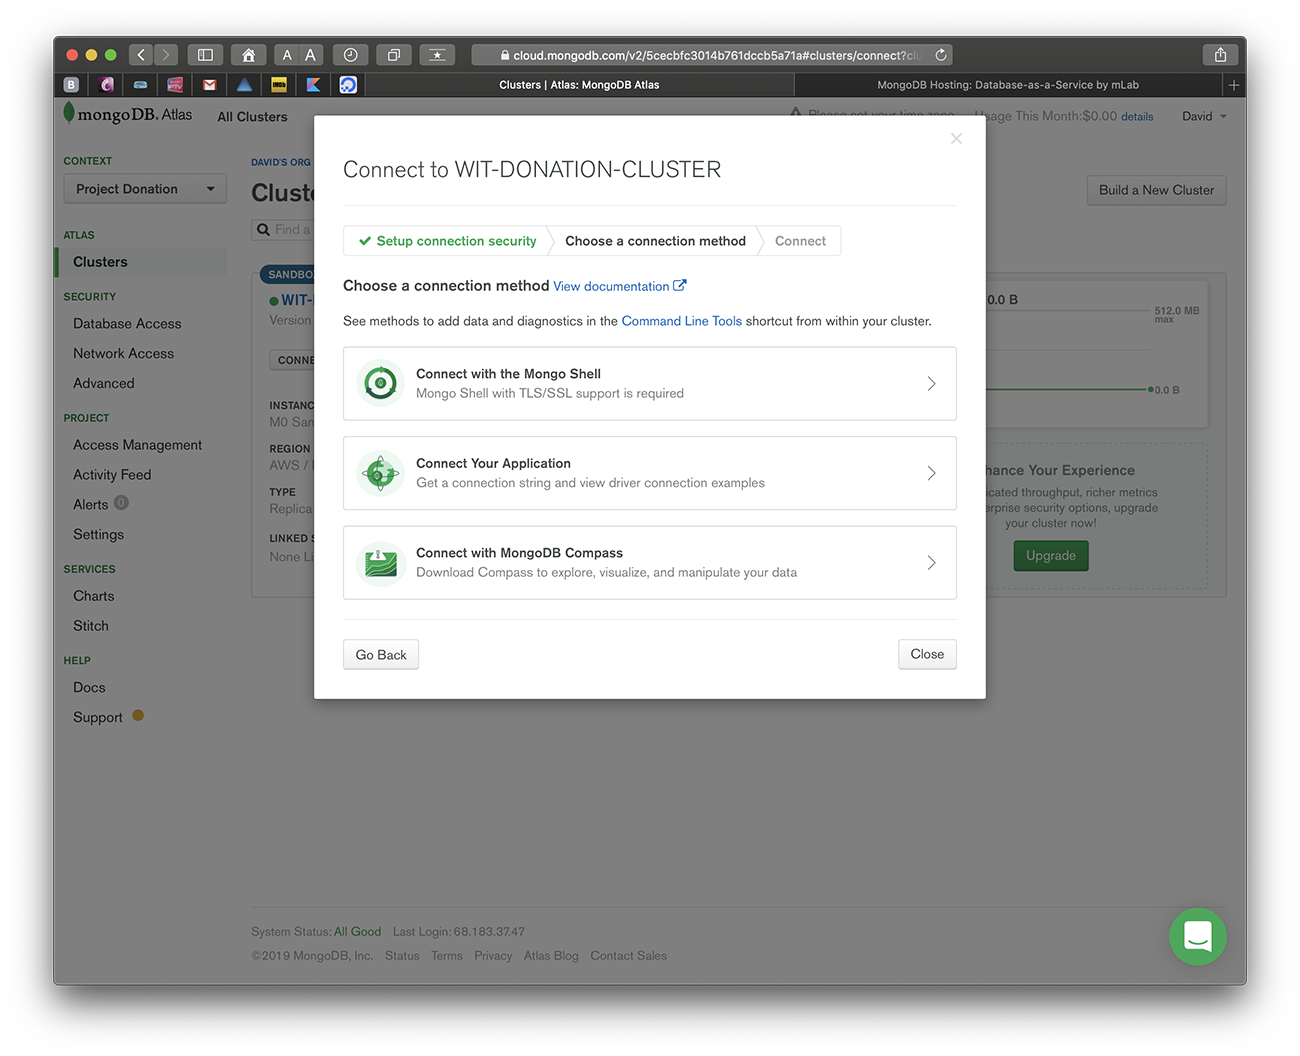 A A
cloud.mongodb.com/v2/5cecbfc3014b761dccb5a71a#clusters/connect?clu
B
IMDb
Clusters | Atlas: MongoDB Atlas
MongoDB Hosting: Database-as-a-Service by mLab
mongoDB. Atlas
All Clusters
Please set your time zone
Usage This Month:$0.00 details
David
CONTEXT
Project Donation
ATLAS
Clusters
SECURITY
Database Access
Network Access
Advanced
PROJECT
Access Management
Activity Feed
Alerts 0
Settings
SERVICES
Charts
Stitch
HELP
Docs
Support
DAVID'S ORG
Cluste
Build a New Cluster
Find a
SANDBO
WIT-
Version
CONNE
INSTANC
M0 San
REGION
AWS /
TYPE
Replica
LINKED S
None Li
Connect to WIT-DONATION-CLUSTER
Setup connection security
Choose a connection method
Connect
Choose a connection method View documentation
See methods to add data and diagnostics in the Command Line Tools shortcut from within your cluster.
Connect with the Mongo Shell
Mongo Shell with TLS/SSL support is required
Connect Your Application
Get a connection string and view driver connection examples
Connect with MongoDB Compass
Download Compass to explore, visualize, and manipulate your data
Go Back
Close
0.0 B
512.0 MB
max
0.0 B
hance Your Experience
icated throughput, richer metrics
erprise security options, upgrade
your cluster now!
Upgrade
System Status: All Good Last Login: 68.183.37.47
©2019 MongoDB, Inc. Status Terms Privacy Atlas Blog Contact Sales